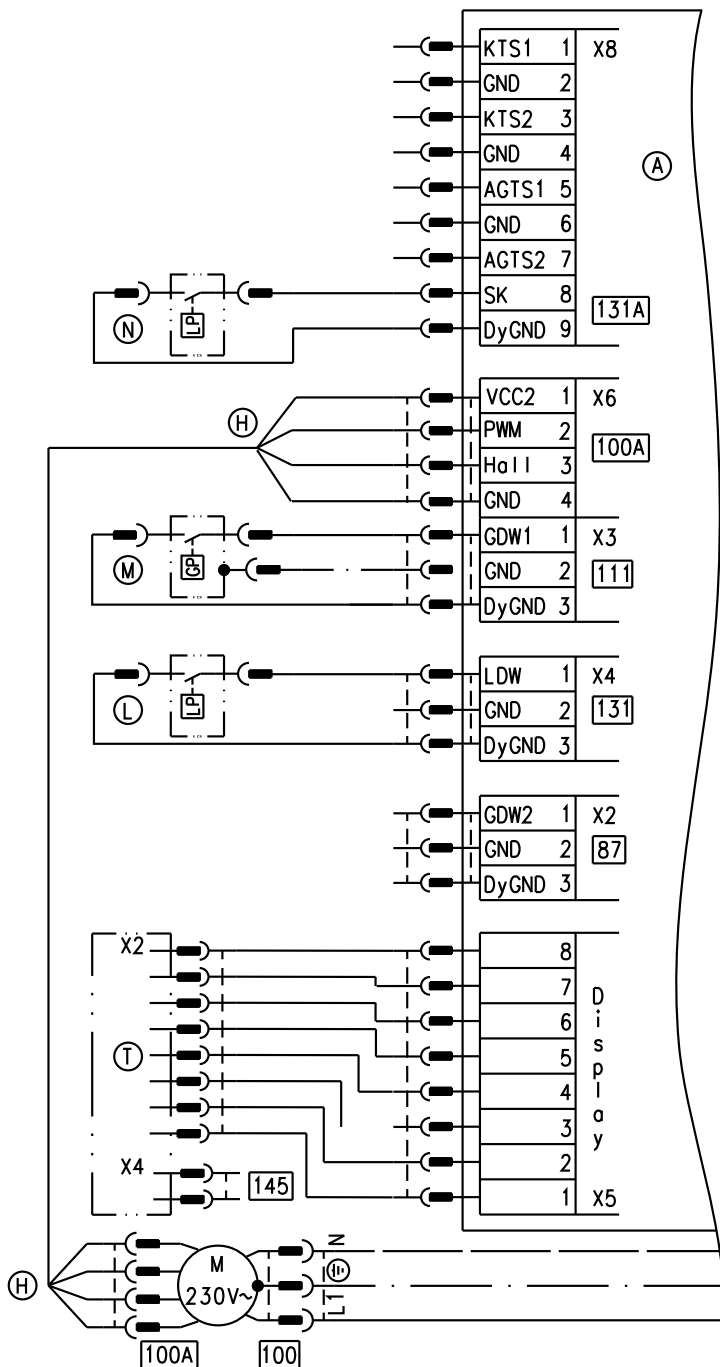 KTS1 1 X8
GND 2
KTS2 3
GND 4
A
AGTS1 5
GND 6
AGTS2 7
SK 8
131A
N LP
DyGND 9
VCC2 1 X6
H
PWM 2
100A
Hall 3
GND 4
GDW1 1 X3
M GP
GND 2
111
DyGND 3
LDW 1 X4
L LP
GND 2
131
DyGND 3
GDW2 1 X2
GND 2
87
DyGND 3
X2
8
7
6
5
4
3
2
1 X5
Display
T
X4
145
N
M
230V~
H
L1
100A
100